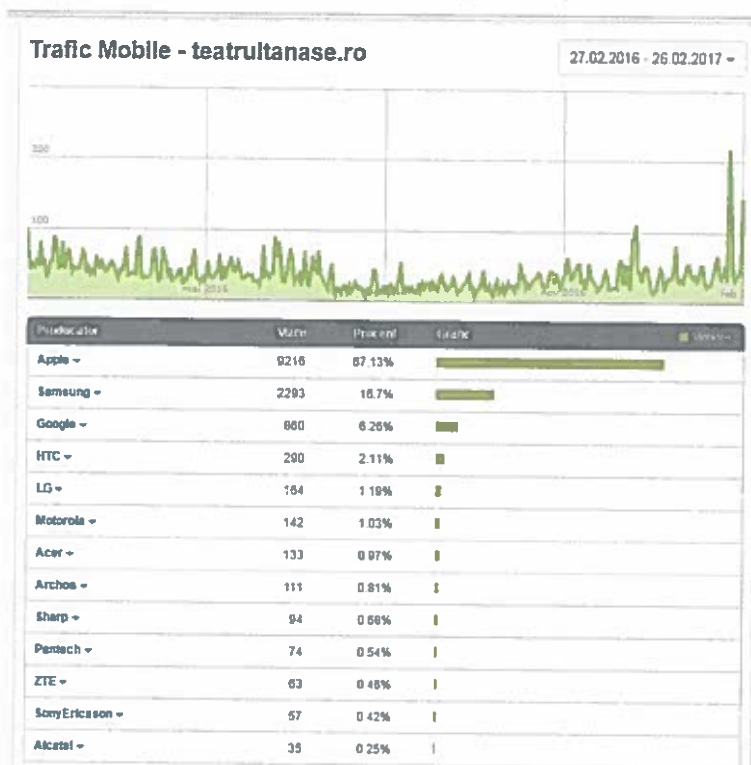 Trafic Mobile - teatrultanase.ro
27.02.2016 - 26.02.2017
200
100
mai 2016
Producator Vizite Procent Grafic Vizite
Apple 9216 67.13%
Samsung 2293 16.7%
Google 860 6.26%
HTC 290 2.11%
LG 164 1.19%
Motorola 142 1.03%
Acer 133 0.97%
Archos 111 0.81%
Sharp 94 0.68%
Pantech 74 0.54%
ZTE 63 0.46%
SonyEricsson 57 0.42%
Alcatel 35 0.25%